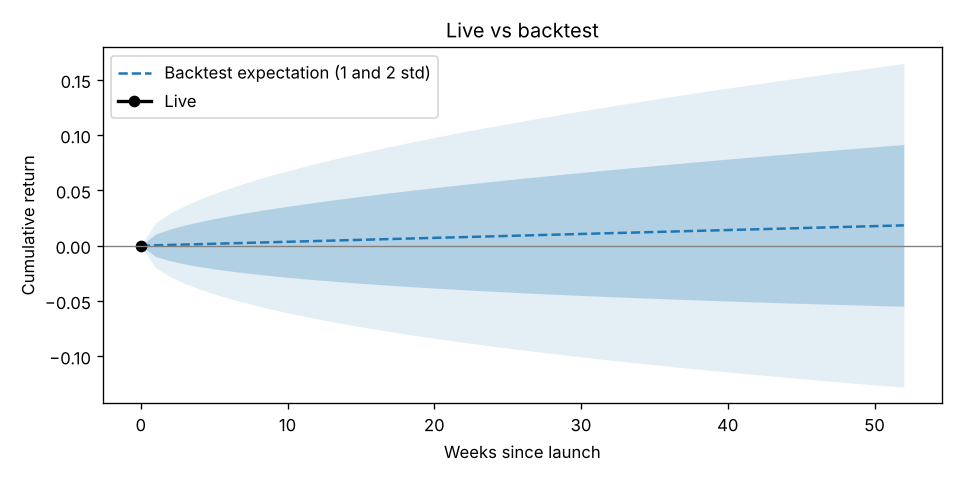 Live vs backtest
Backtest expectation (1 and 2 std)
Live
Cumulative return
0.15
0.10
0.05
0.00
−0.05
−0.10
0 10 20 30 40 50
Weeks since launch